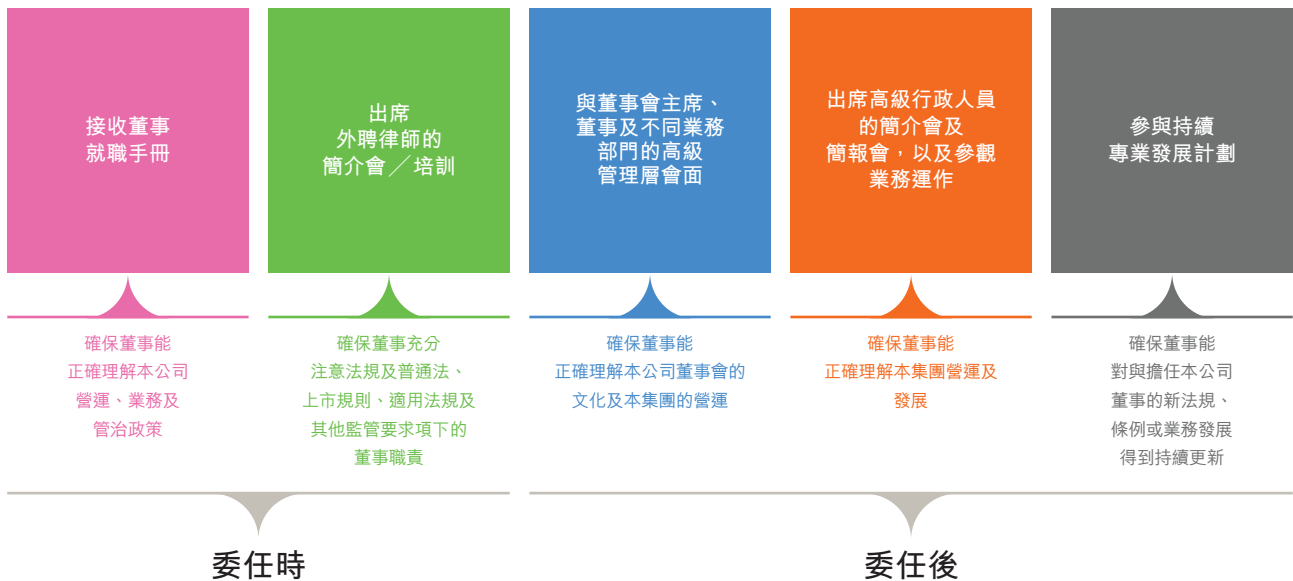 接收董事
就職手冊
出席
外聘律師的
簡介會／培訓
與董事會主席、
董事及不同業務
部門的高級
管理層會面
出席高級行政人員
的簡介會及
簡報會，以及參觀
業務運作
參與持續
專業發展計劃
確保董事能
正確理解本公司
營運、業務及
管治政策
確保董事充分
注意法規及普通法、
上市規則、適用法規及
其他監管要求項下的
董事職責
確保董事能
正確理解本公司董事會的
文化及本集團的營運
確保董事能
正確理解本集團營運及
發展
確保董事能
對與擔任本公司
董事的新法規、
條例或業務發展
得到持續更新
委任時
委任後